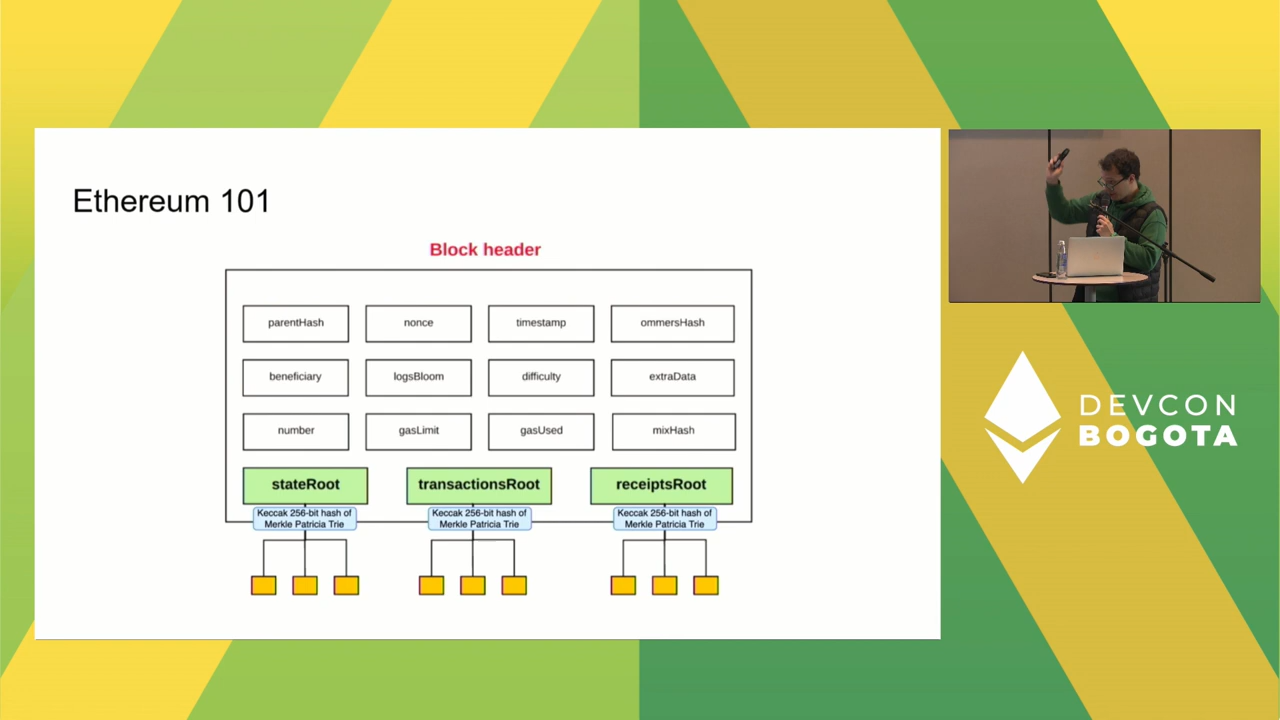 Ethereum 101
Block header
parentHash
nonce
timestamp
ommersHash
beneficiary
logsBloom
difficulty
extraData
number
gasLimit
gasUsed
mixHash
stateRoot
transactionsRoot
receiptsRoot
Keccak 256-bit hash of
Merkle Patricia Trie
Keccak 256-bit hash of
Merkle Patricia Trie
Keccak 256-bit hash of
Merkle Patricia Trie
DEVCON
BOGOTA